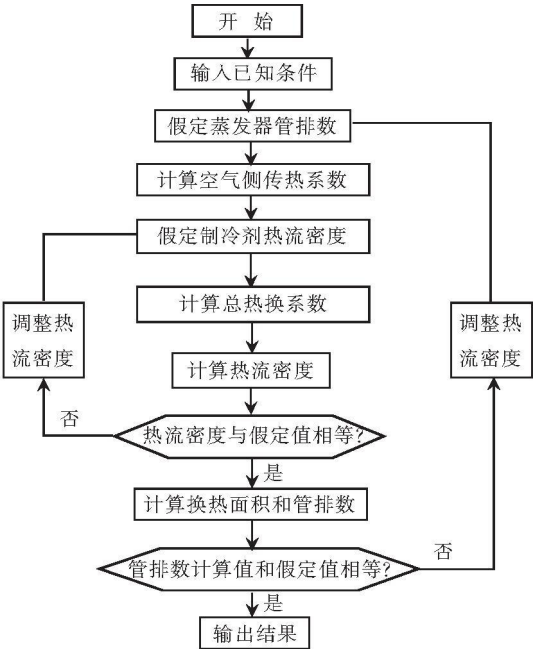 开 始
输入已知条件
假定蒸发器管排数
计算空气侧传热系数
假定制冷剂热流密度
计算总热换系数
调整热
流密度
调整热
流密度
计算热流密度
否
热流密度与假定值相等?
是
计算换热面积和管排数
否
管排数计算值和假定值相等?
是
输出结果